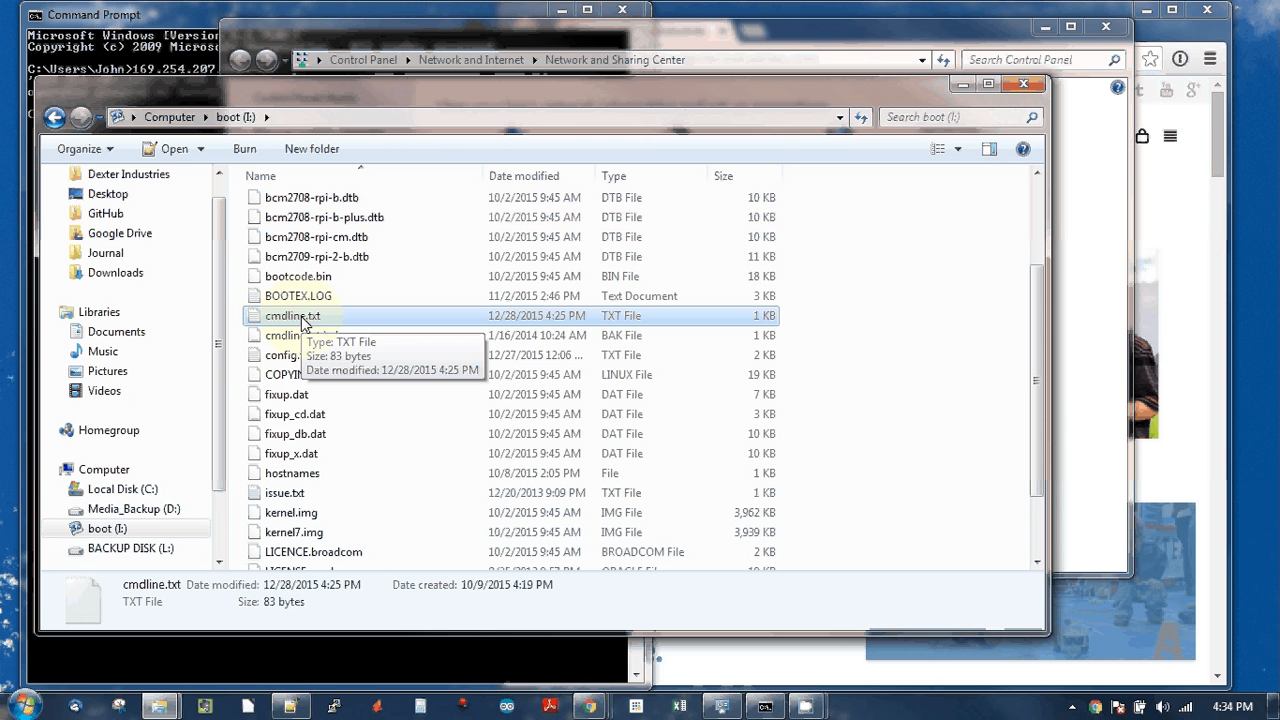 Command Prompt
Microsoft Windows [Version
Copyright (c) 2009 Microso
C:\Users\John>169.254.207.
Control Panel Network and Internet Network and Sharing Center
Search Control Panel
Computer boot (I:)
Search boot (I:)
Organize Open Burn New folder
Name Date modified Type Size
bcm2708-rpi-b.dtb 10/2/2015 9:45 AM DTB File 10 KB
bcm2708-rpi-b-plus.dtb 10/2/2015 9:45 AM DTB File 10 KB
bcm2708-rpi-cm.dtb 10/2/2015 9:45 AM DTB File 10 KB
bcm2709-rpi-2-b.dtb 10/2/2015 9:45 AM DTB File 11 KB
bootcode.bin 10/2/2015 9:45 AM BIN File 18 KB
BOOTEX.LOG 11/2/2015 2:46 PM Text Document 3 KB
cmdline.txt 12/28/2015 4:25 PM TXT File 1 KB
cmdlin 1/16/2014 10:24 AM BAK File 1 KB
config. 12/27/2015 12:06 ... TXT File 2 KB
COPYIN 10/2/2015 9:45 AM LINUX File 19 KB
fixup.dat 10/2/2015 9:45 AM DAT File 7 KB
fixup_cd.dat 10/2/2015 9:45 AM DAT File 3 KB
fixup_db.dat 10/2/2015 9:45 AM DAT File 10 KB
fixup_x.dat 10/2/2015 9:45 AM DAT File 10 KB
hostnames 10/8/2015 2:05 PM File 1 KB
issue.txt 12/20/2013 9:09 PM TXT File 1 KB
kernel.img 10/2/2015 9:45 AM IMG File 3,962 KB
kernel7.img 10/2/2015 9:45 AM IMG File 3,939 KB
LICENCE.broadcom 10/2/2015 9:45 AM BROADCOM File 2 KB
Type: TXT File
Size: 83 bytes
Date modified: 12/28/2015 4:25 PM
Dexter Industries
Desktop
GitHub
Google Drive
Journal
Downloads
Libraries
Documents
Music
Pictures
Videos
Homegroup
Computer
Local Disk (C:)
Media_Backup (D:)
boot (I:)
BACKUP DISK (L:)
cmdline.txt Date modified: 12/28/2015 4:25 PM Date created: 10/9/2015 4:19 PM
TXT File Size: 83 bytes
4:34 PM